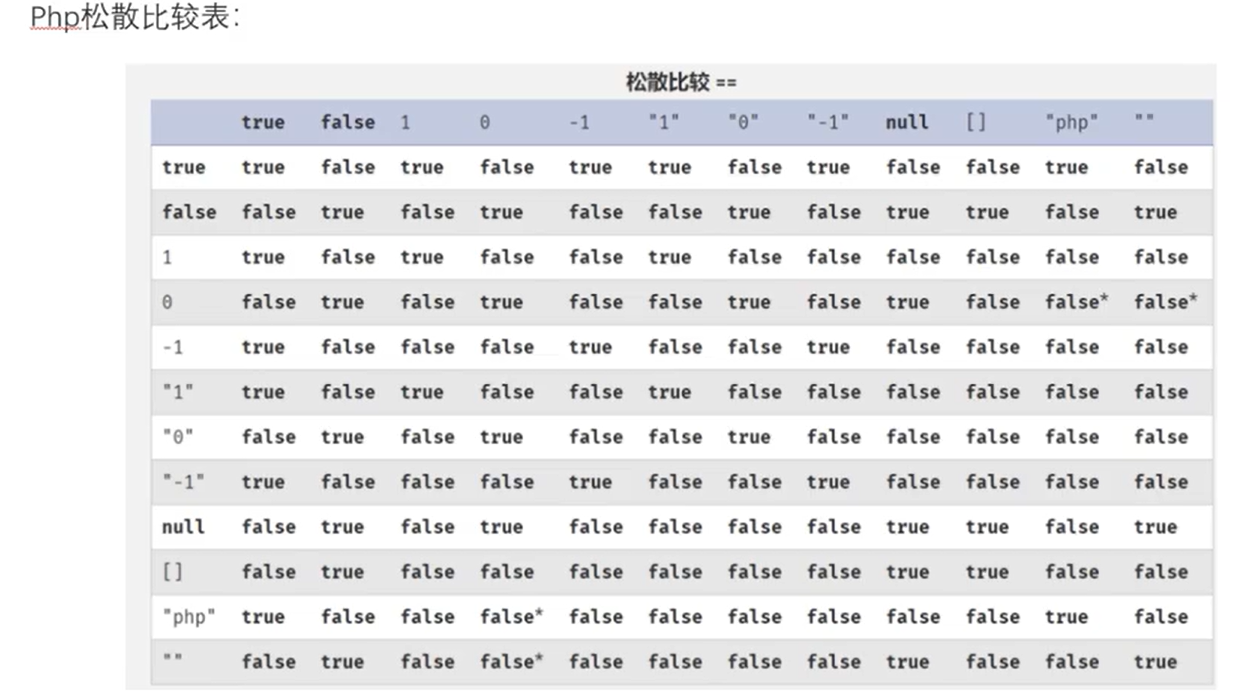 Php松散比较表：
松散比较 ==
true false 1 0 -1 "1" "0" "-1" null [] "php" ""
true true false true false true true false true false false true false
false false true false true false false true false true true false true
1 true false true false false true false false false false false false
0 false true false true false false true false true false false* false*
-1 true false false false true false false true false false false false
"1" true false true false false true false false false false false false
"0" false true false true false false true false false false false false
"-1" true false false false true false false true false false false false
null false true false true false false false false true true false true
[] false true false false false false false false true true false false
"php" true false false false* false false false false false false true false
"" false true false false* false false false false true false false true